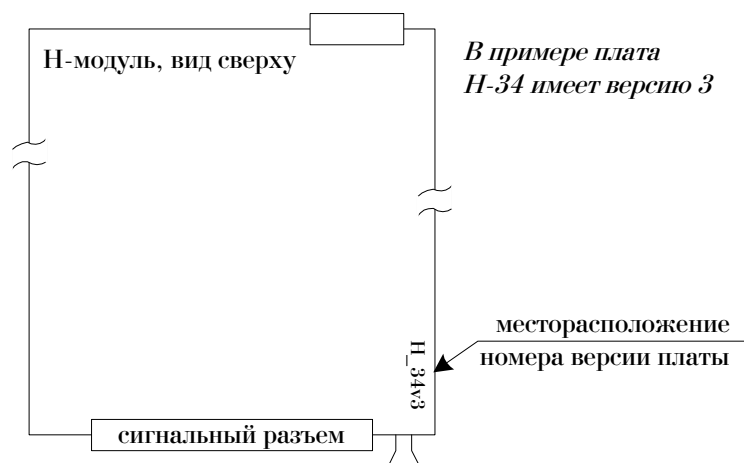 Н-модуль, вид сверху
В примере плата
Н-34 имеет версию 3
месторасположение
номера версии платы
H_34v3
сигнальный разъем